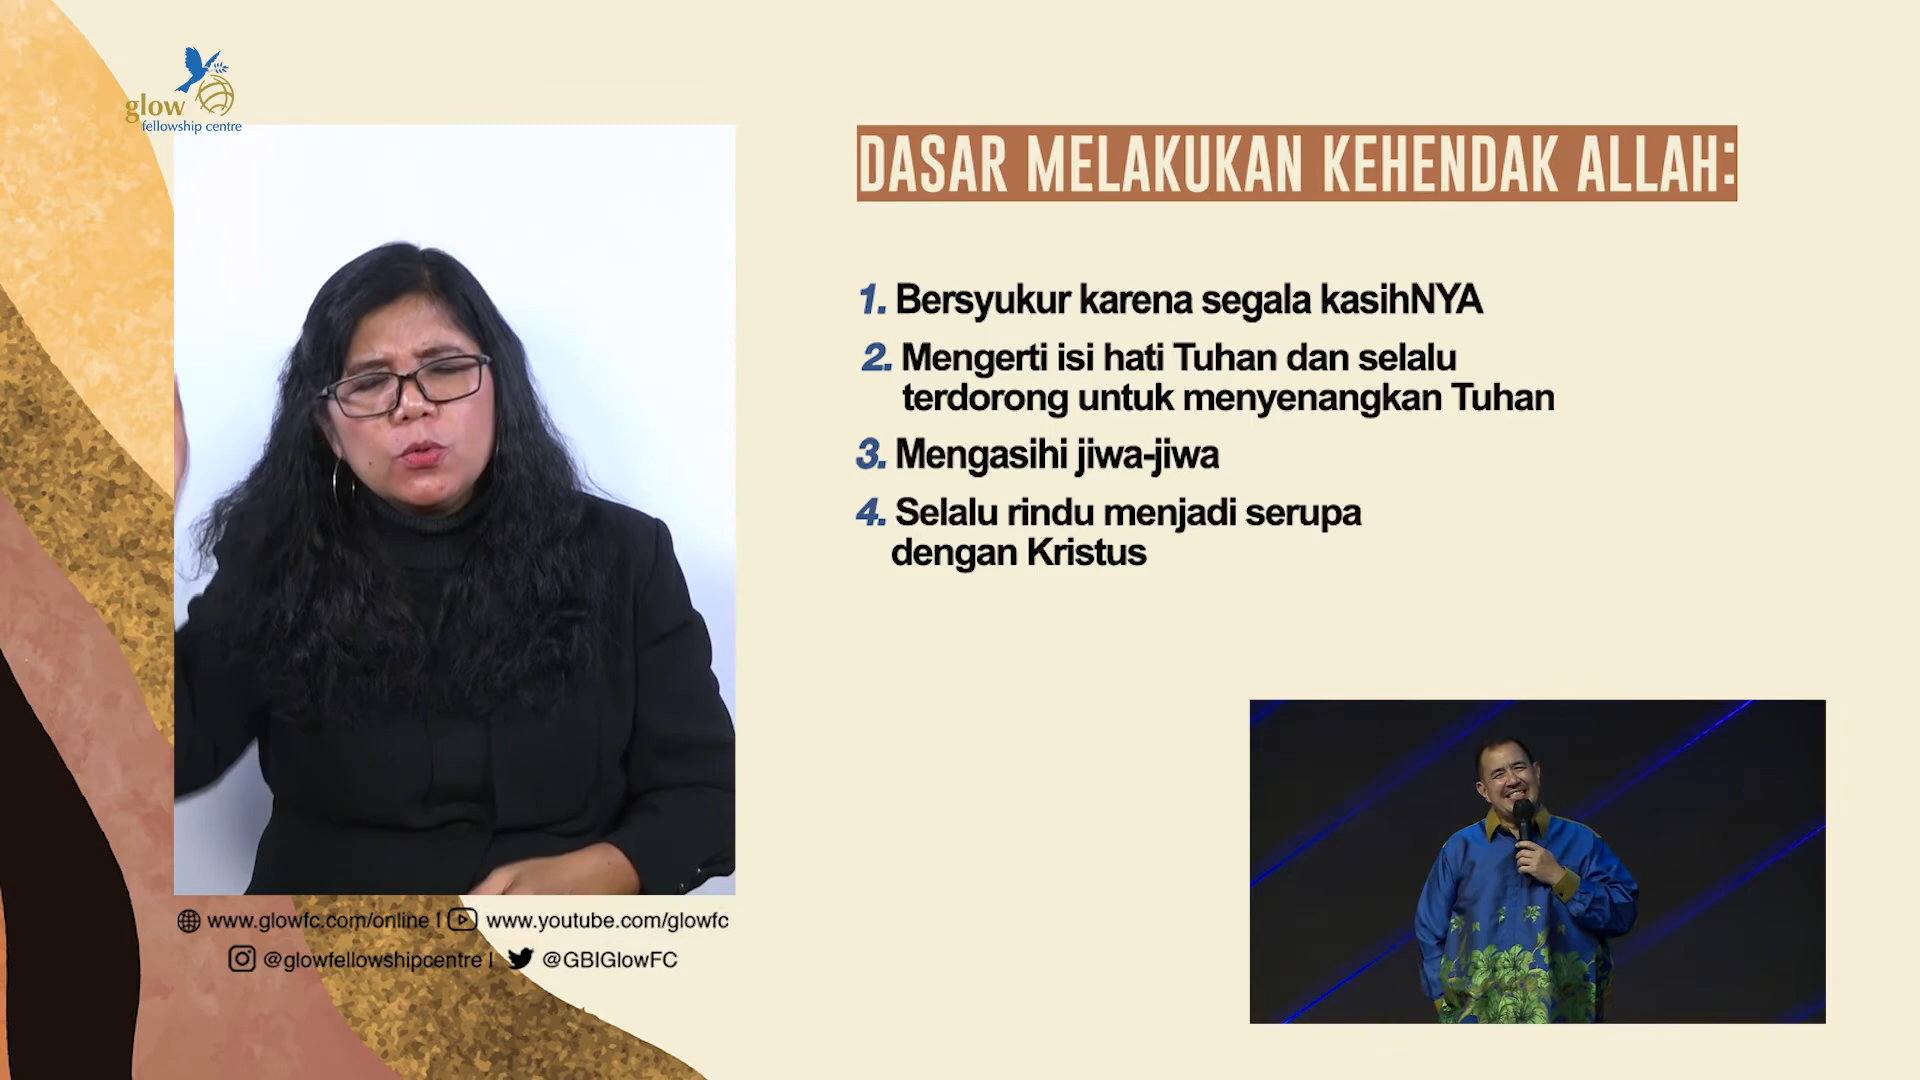 glow
fellowship centre
DASAR MELAKUKAN KEHENDAK ALLAH:
1. Bersyukur karena segala kasihNYA
2. Mengerti isi hati Tuhan dan selalu
terdorong untuk menyenangkan Tuhan
3. Mengasihi jiwa-jiwa
4. Selalu rindu menjadi serupa
dengan Kristus
www.glowfc.com/online | www.youtube.com/glowfc
@glowfellowshipcentre | @GBIGlowFC